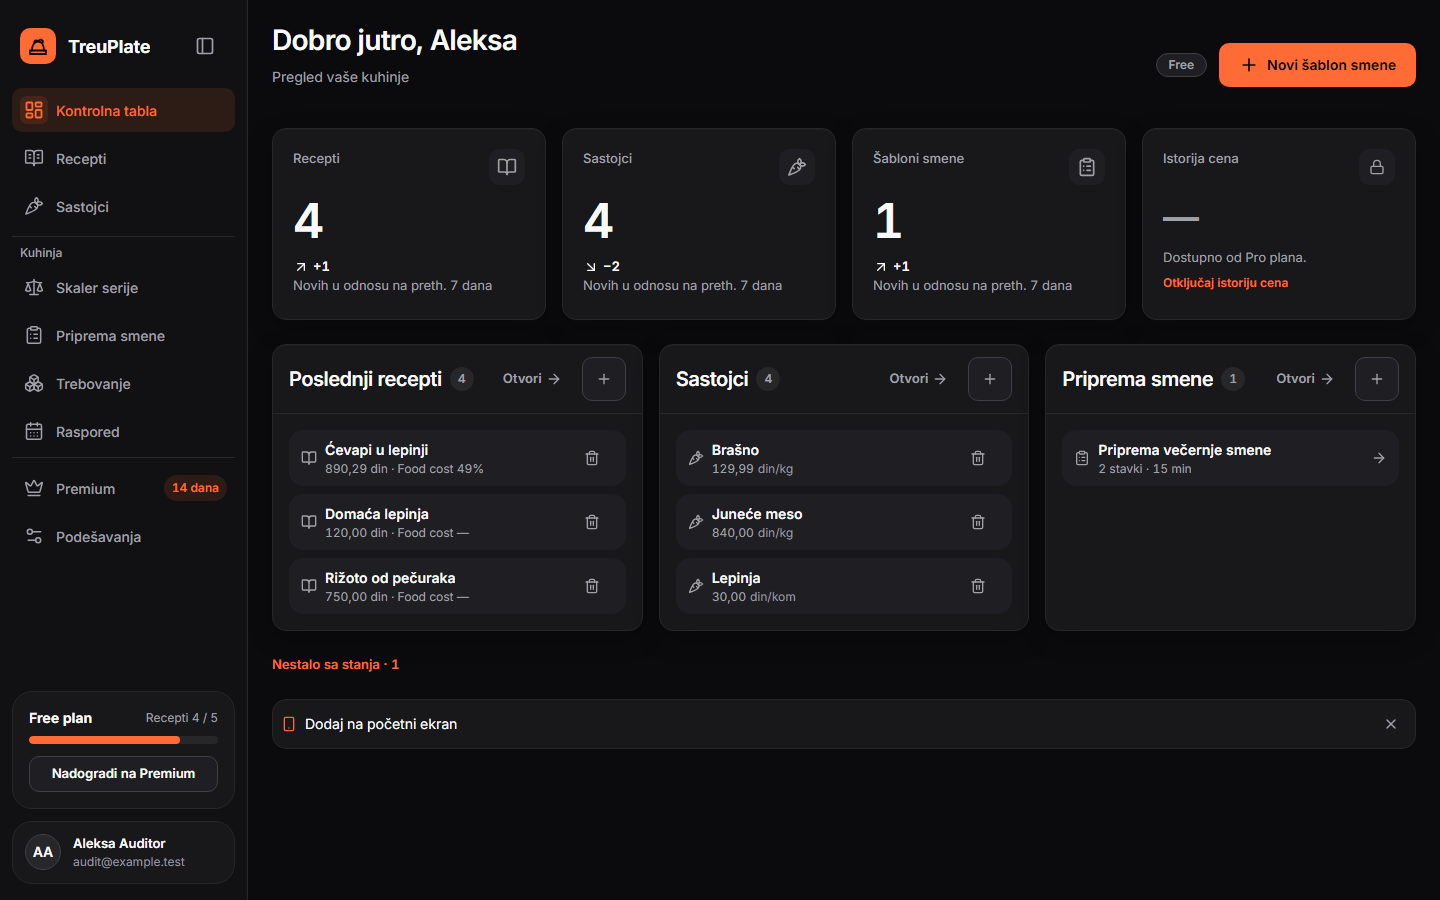 TreuPlate
Kontrolna tabla
Recepti
Sastojci
Kuhinja
Skaler serije
Priprema smene
Trebovanje
Raspored
Premium
14 dana
Podešavanja
Free plan
Recepti 4 / 5
Nadogradi na Premium
AA
Aleksa Auditor
audit@example.test
Dobro jutro, Aleksa
Pregled vaše kuhinje
Free
Novi šablon smene
Recepti
4
+1
Novih u odnosu na preth. 7 dana
Sastojci
4
−2
Novih u odnosu na preth. 7 dana
Šabloni smene
1
+1
Novih u odnosu na preth. 7 dana
Istorija cena
—
Dostupno od Pro plana.
Otključaj istoriju cena
Poslednji recepti 4 Otvori →
Ćevapi u lepinji
890,29 din · Food cost 49%
Domaća lepinja
120,00 din · Food cost —
Rižoto od pečuraka
750,00 din · Food cost —
Sastojci 4 Otvori →
Brašno
129,99 din/kg
Juneće meso
840,00 din/kg
Lepinja
30,00 din/kom
Priprema smene 1 Otvori →
Priprema večernje smene
2 stavki · 15 min
Nestalo sa stanja · 1
Dodaj na početni ekran